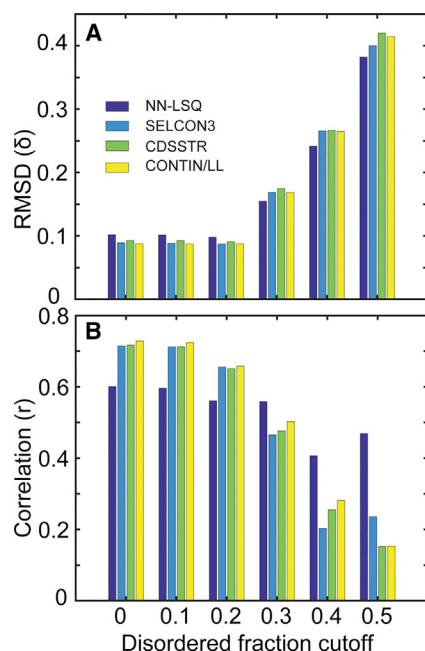 A
0.4
0.3
0.2
0.1
0
RMSD (δ)
NN-LSQ
SELCON3
CDSSTR
CONTIN/LL
B
0.8
0.6
0.4
0.2
0
Correlation (r)
0 0.1 0.2 0.3 0.4 0.5
Disordered fraction cutoff